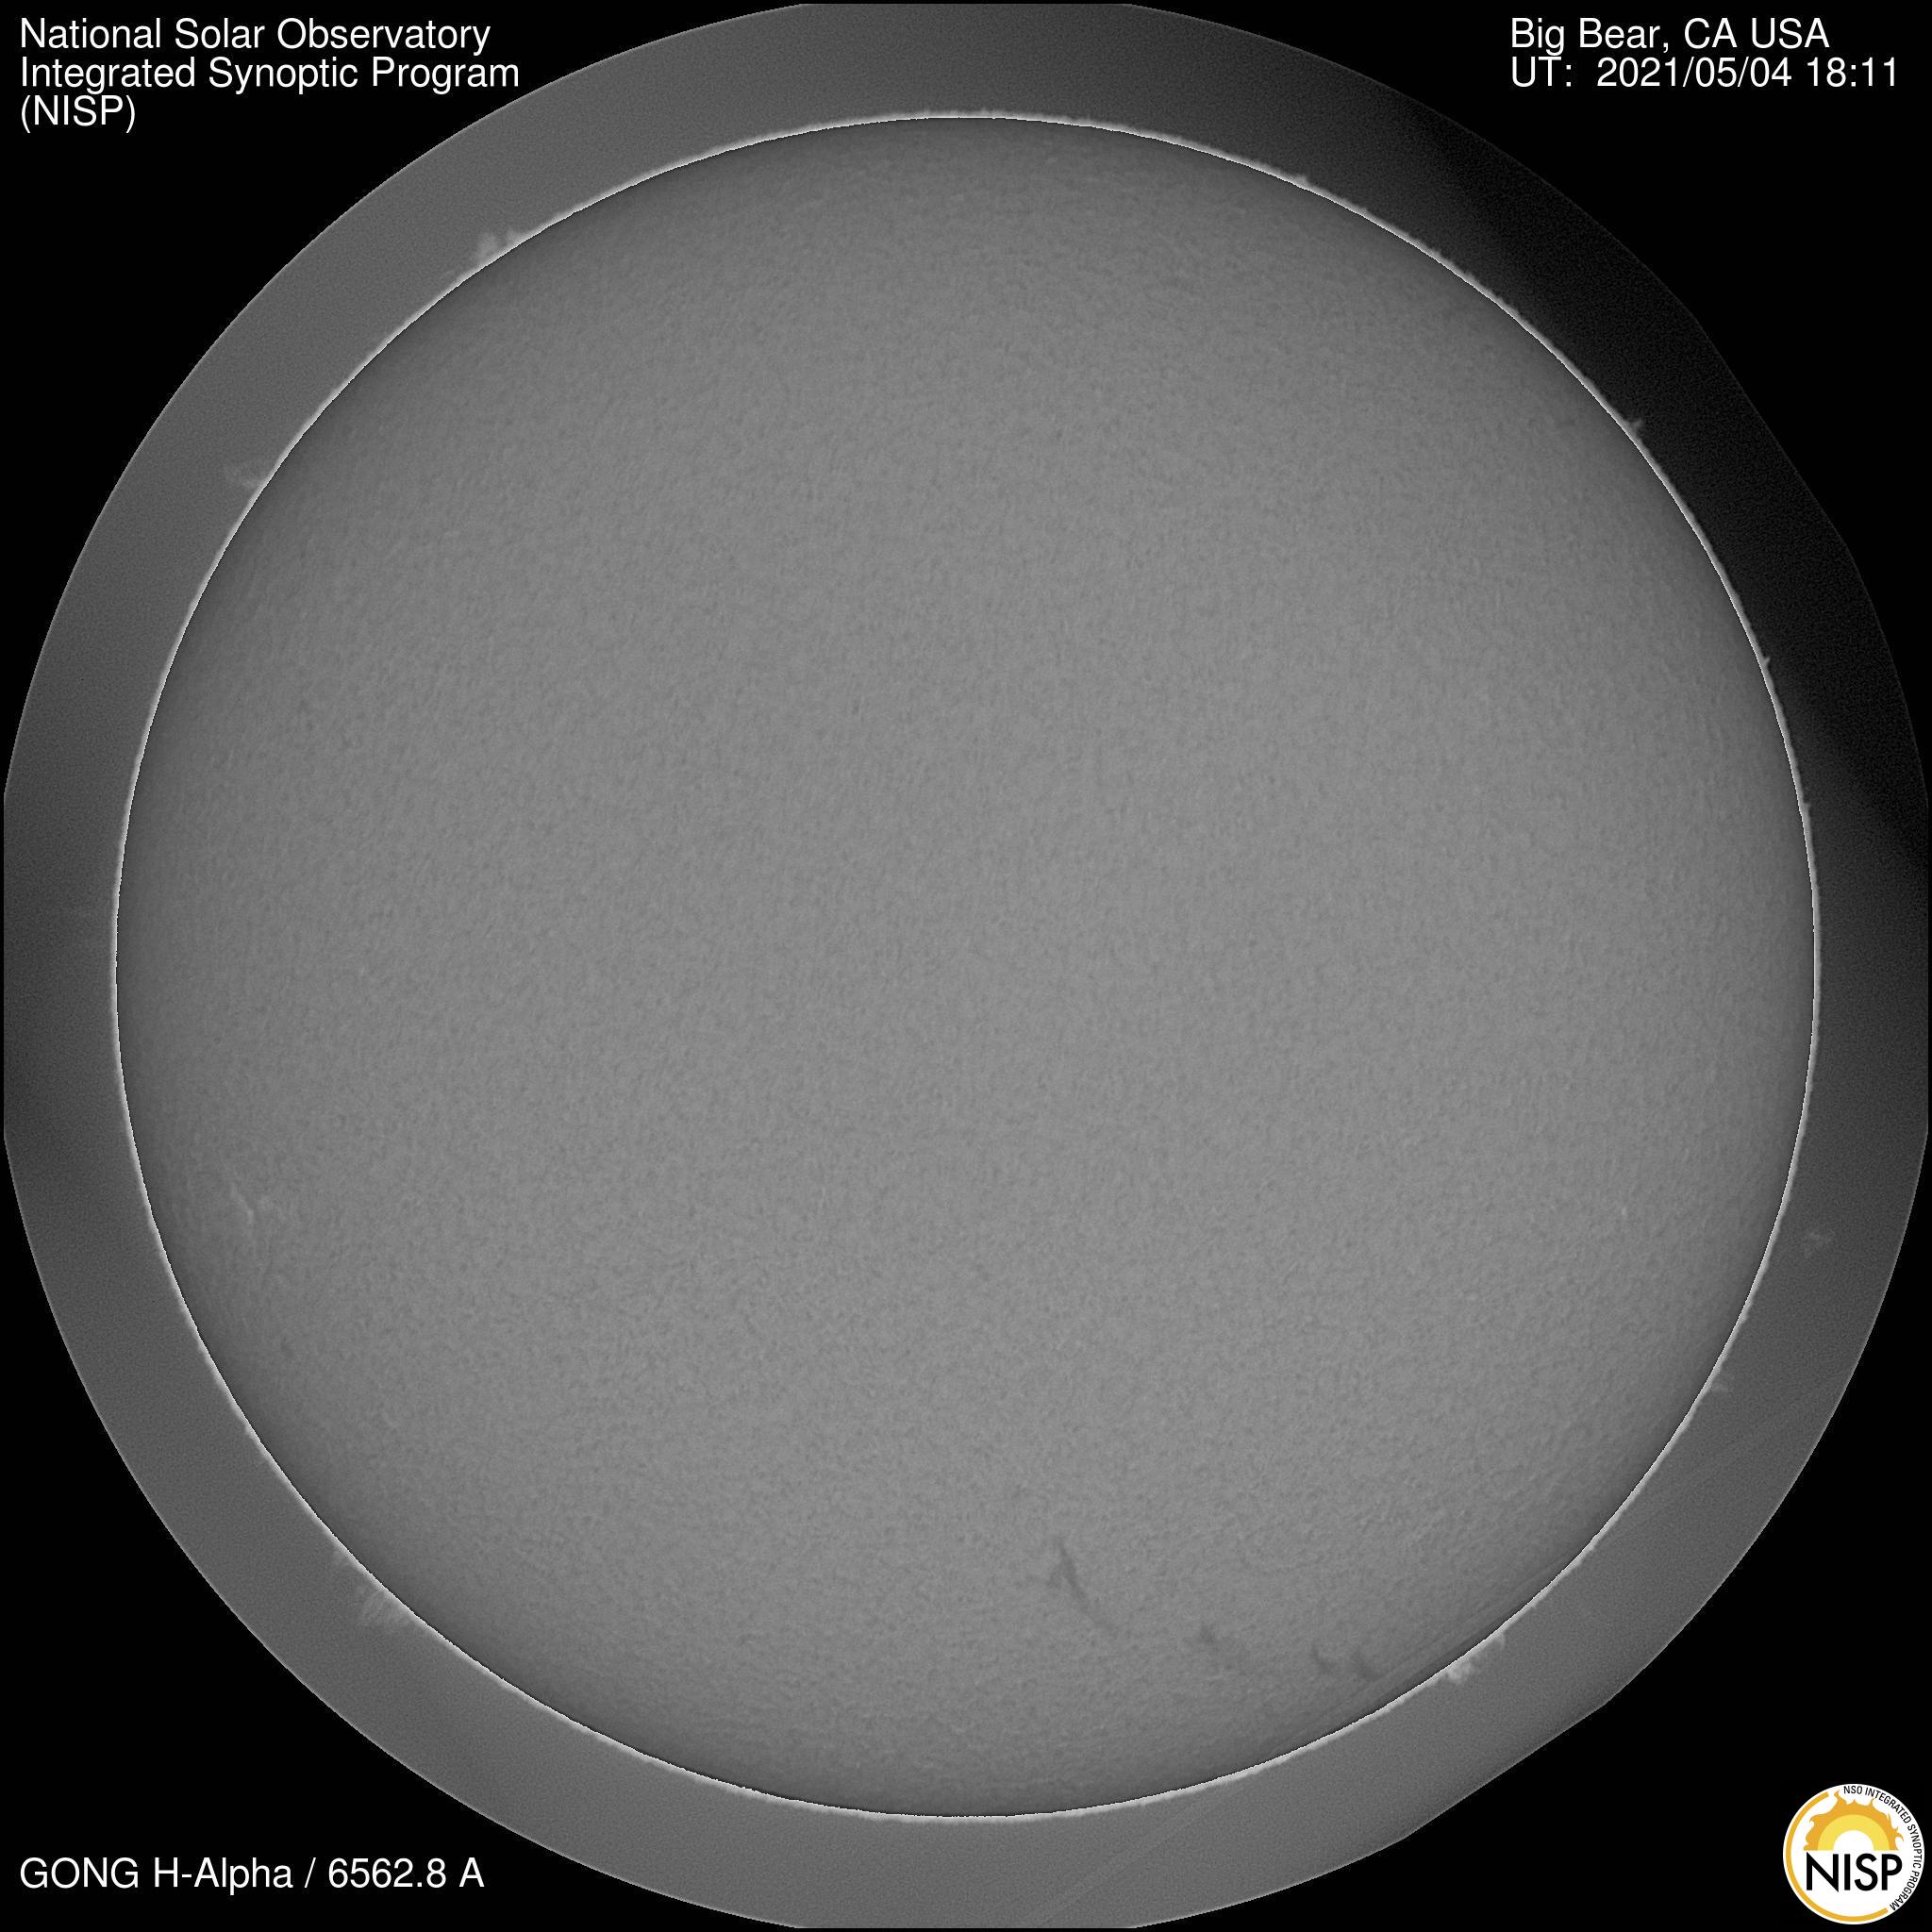 National Solar Observatory
Integrated Synoptic Program
(NISP)
Big Bear, CA USA
UT: 2021/05/04 18:11
GONG H-Alpha / 6562.8 A
NSO INTEGRATED SYNOPTIC PROGRAM
NISP